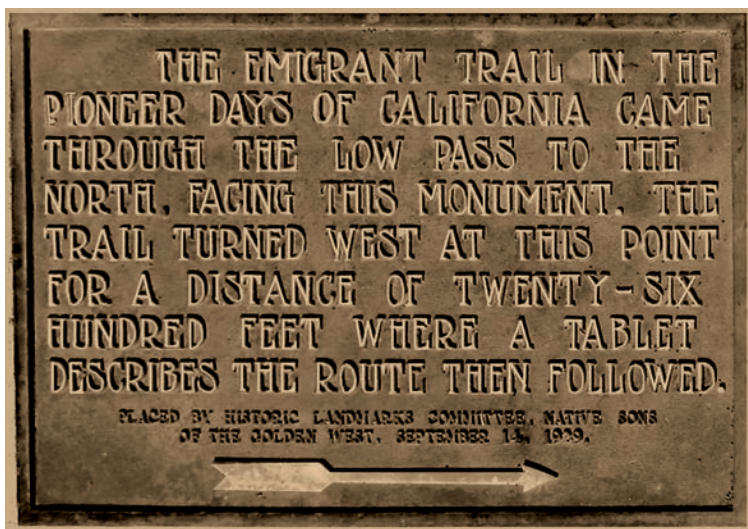 THE EMIGRANT TRAIL IN THE
PIONEER DAYS OF CALIFORNIA CAME
THROUGH THE LOW PASS TO THE
NORTH, FACING THIS MONUMENT. THE
TRAIL TURNED WEST AT THIS POINT
FOR A DISTANCE OF TWENTY-SIX
HUNDRED FEET WHERE A TABLET
DESCRIBES THE ROUTE THEN FOLLOWED.
PLACED BY HISTORIC LANDMARKS COMMITTEE, NATIVE SONS
OF THE GOLDEN WEST, SEPTEMBER 14, 1929.